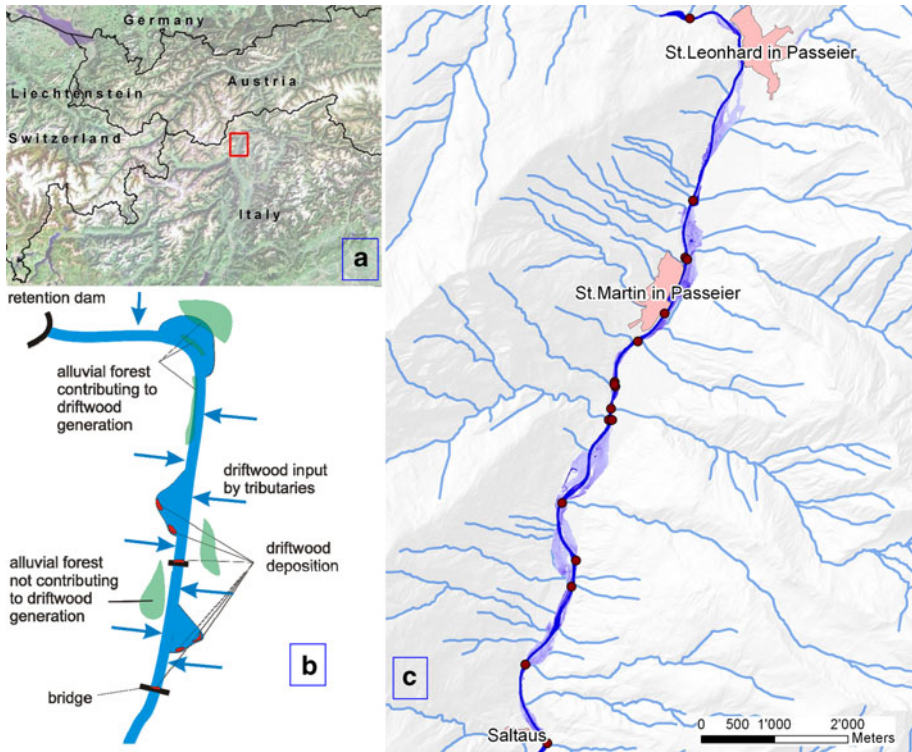 Germany
Austria
Liechtenstein
Switzerland
Italy
a
retention dam
alluvial forest
contributing to
driftwood
generation
driftwood input
by tributaries
driftwood
deposition
alluvial forest
not contributing
to driftwood
generation
bridge
b
St.Leonhard in Passeier
St.Martin in Passeier
Saltaus
c
0 500 1'000 2'000
Meters